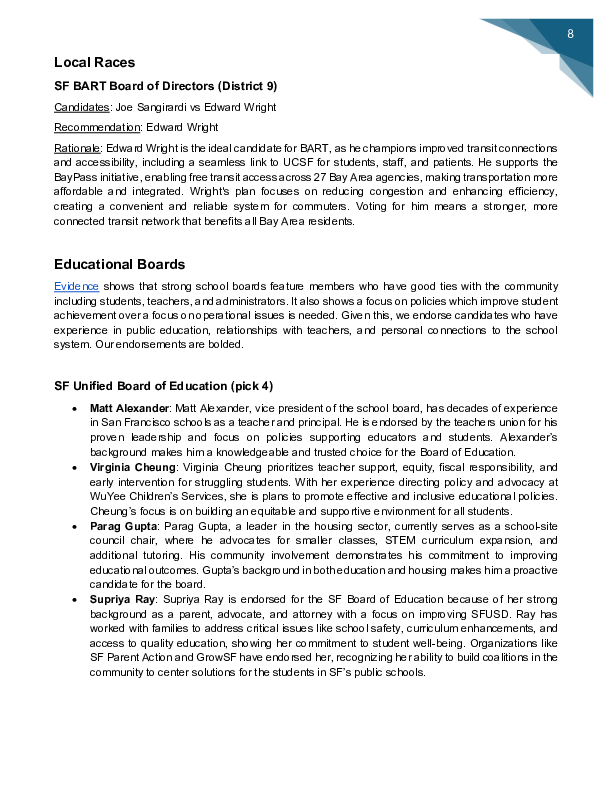 8
Local Races
SF BART Board of Directors (District 9)
Candidates: Joe Sangirardi vs Edward Wright
Recommendation: Edward Wright
Rationale: Edward Wright is the ideal candidate for BART, as he champions improved transit connections
and accessibility, including a seamless link to UCSF for students, staff, and patients. He supports the
BayPass initiative, enabling free transit access across 27 Bay Area agencies, making transportation more
affordable and integrated. Wright's plan focuses on reducing congestion and enhancing efficiency,
creating a convenient and reliable system for commuters. Voting for him means a stronger, more
connected transit network that benefits all Bay Area residents.
Educational Boards
Evidence shows that strong school boards feature members who have good ties with the community
including students, teachers, and administrators. It also shows a focus on policies which improve student
achievement over a focus on operational issues is needed. Given this, we endorse candidates who have
experience in public education, relationships with teachers, and personal connections to the school
system. Our endorsements are bolded.
SF Unified Board of Education (pick 4)
• Matt Alexander: Matt Alexander, vice president of the school board, has decades of experience
in San Francisco schools as a teacher and principal. He is endorsed by the teachers union for his
proven leadership and focus on policies supporting educators and students. Alexander's
background makes him a knowledgeable and trusted choice for the Board of Education.
• Virginia Cheung: Virginia Cheung prioritizes teacher support, equity, fiscal responsibility, and
early intervention for struggling students. With her experience directing policy and advocacy at
WuYee Children's Services, she is plans to promote effective and inclusive educational policies.
Cheung's focus is on building an equitable and supportive environment for all students.
• Parag Gupta: Parag Gupta, a leader in the housing sector, currently serves as a school-site
council chair, where he advocates for smaller classes, STEM curriculum expansion, and
additional tutoring. His community involvement demonstrates his commitment to improving
educational outcomes. Gupta's background in both education and housing makes him a proactive
candidate for the board.
• Supriya Ray: Supriya Ray is endorsed for the SF Board of Education because of her strong
background as a parent, advocate, and attorney with a focus on improving SFUSD. Ray has
worked with families to address critical issues like school safety, curriculum enhancements, and
access to quality education, showing her commitment to student well-being. Organizations like
SF Parent Action and GrowSF have endorsed her, recognizing her ability to build coalitions in the
community to center solutions for the students in SF's public schools.